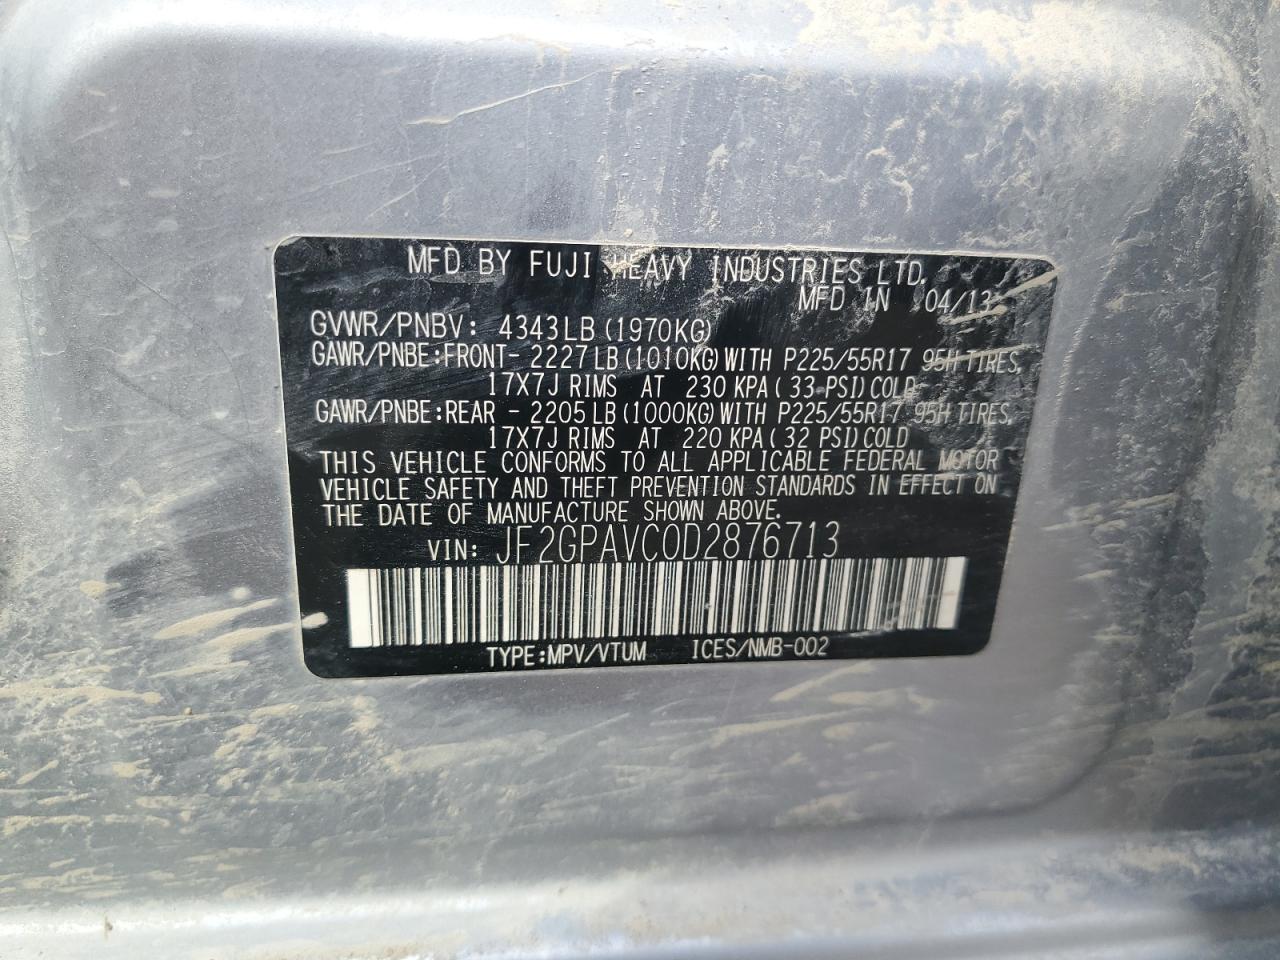 MFD BY FUJI HEAVY INDUSTRIES LTD.
MFD IN 04/13
GVWR/PNBV: 4343LB (1970KG)
GAWR/PNBE:FRONT- 2227LB(1010KG)WITH P225/55R17 95H TIRES,
17X7J RIMS AT 230 KPA(33 PSI)COLD
GAWR/PNBE:REAR - 2205LB(1000KG)WITH P225/55R17 95H TIRES,
17X7J RIMS AT 220 KPA(32 PSI)COLD
THIS VEHICLE CONFORMS TO ALL APPLICABLE FEDERAL MOTOR
VEHICLE SAFETY AND THEFT PREVENTION STANDARDS IN EFFECT ON
THE DATE OF MANUFACTURE SHOWN ABOVE.
VIN: JF2GPAVC0D2876713
TYPE:MPV/VTUM ICES/NMB-002